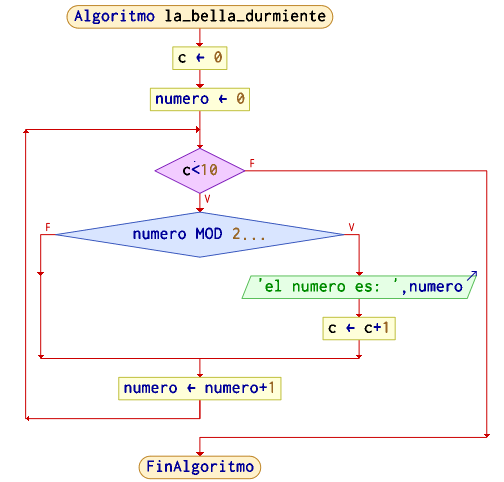 Algoritmo la_bella_durmiente
c ← 0
numero ← 0
c<10
F
V
numero MOD 2...
F
V
'el numero es: ',numero
c ← c+1
numero ← numero+1
FinAlgoritmo